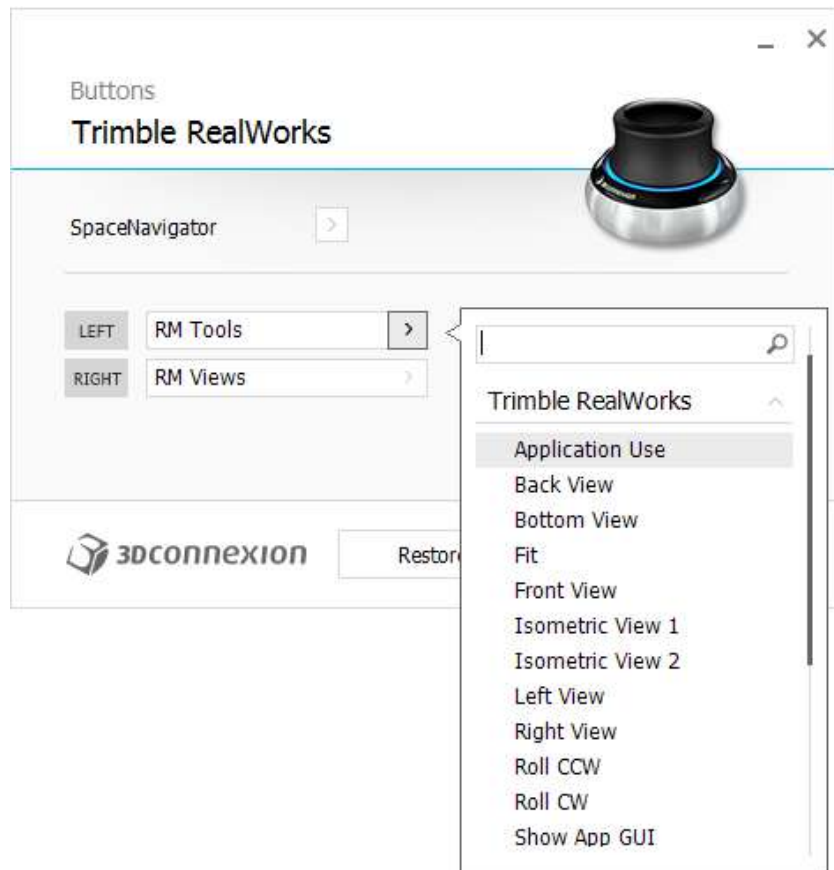 Buttons
Trimble RealWorks
SpaceNavigator
LEFT RM Tools
RIGHT RM Views
3Dconnexion
Restore
Trimble RealWorks
Application Use
Back View
Bottom View
Fit
Front View
Isometric View 1
Isometric View 2
Left View
Right View
Roll CCW
Roll CW
Show App GUI